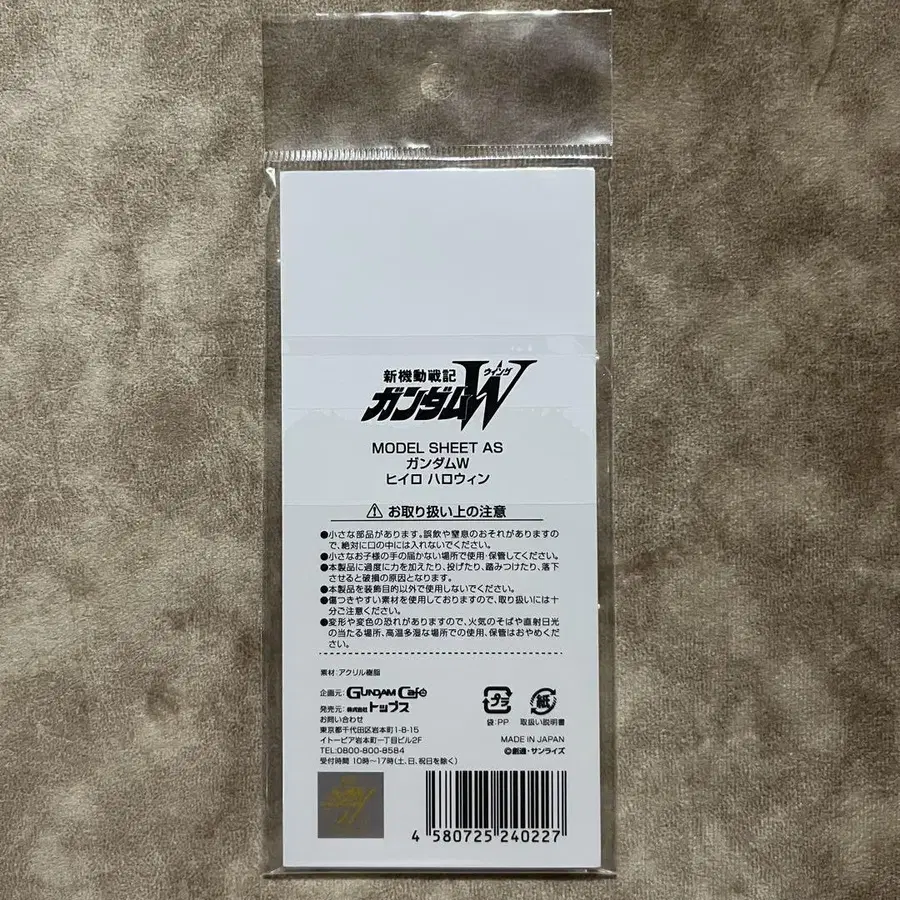 新機動戦記
ウイング
ガンダムW
MODEL SHEET AS
ガンダムW
ヒイロ ハロウィン
お取り扱い上の注意
●小さな部品があります。誤飲や窒息のおそれがありますの
で、絶対に口の中には入れないでください。
●小さなお子様の手の届かない場所で使用・保管してください。
●本製品に過度に力を加えたり、投げたり、踏みつけたり、落下
させると破損の原因となります。
●本製品を装飾目的以外で使用しないでください。
●傷つきやすい素材を使用しておりますので、取り扱いには十
分ご注意ください。
●変形や変色の恐れがありますので、火気のそばや直射日光
の当たる場所、高温多湿な場所での使用、保管はおやめくだ
さい。
素材:アクリル樹脂
企画元: GUNDAM Café
発売元: 株式会社トップス
お問い合わせ
東京都千代田区岩本町1-8-15
イトーピア岩本町一丁目ビル2F
TEL:0800-800-8584
受付時間 10時～17時(土、日、祝日を除く)
プラ
袋:PP
紙
取扱い説明書
MADE IN JAPAN
©創通・サンライズ
4 580725 240227